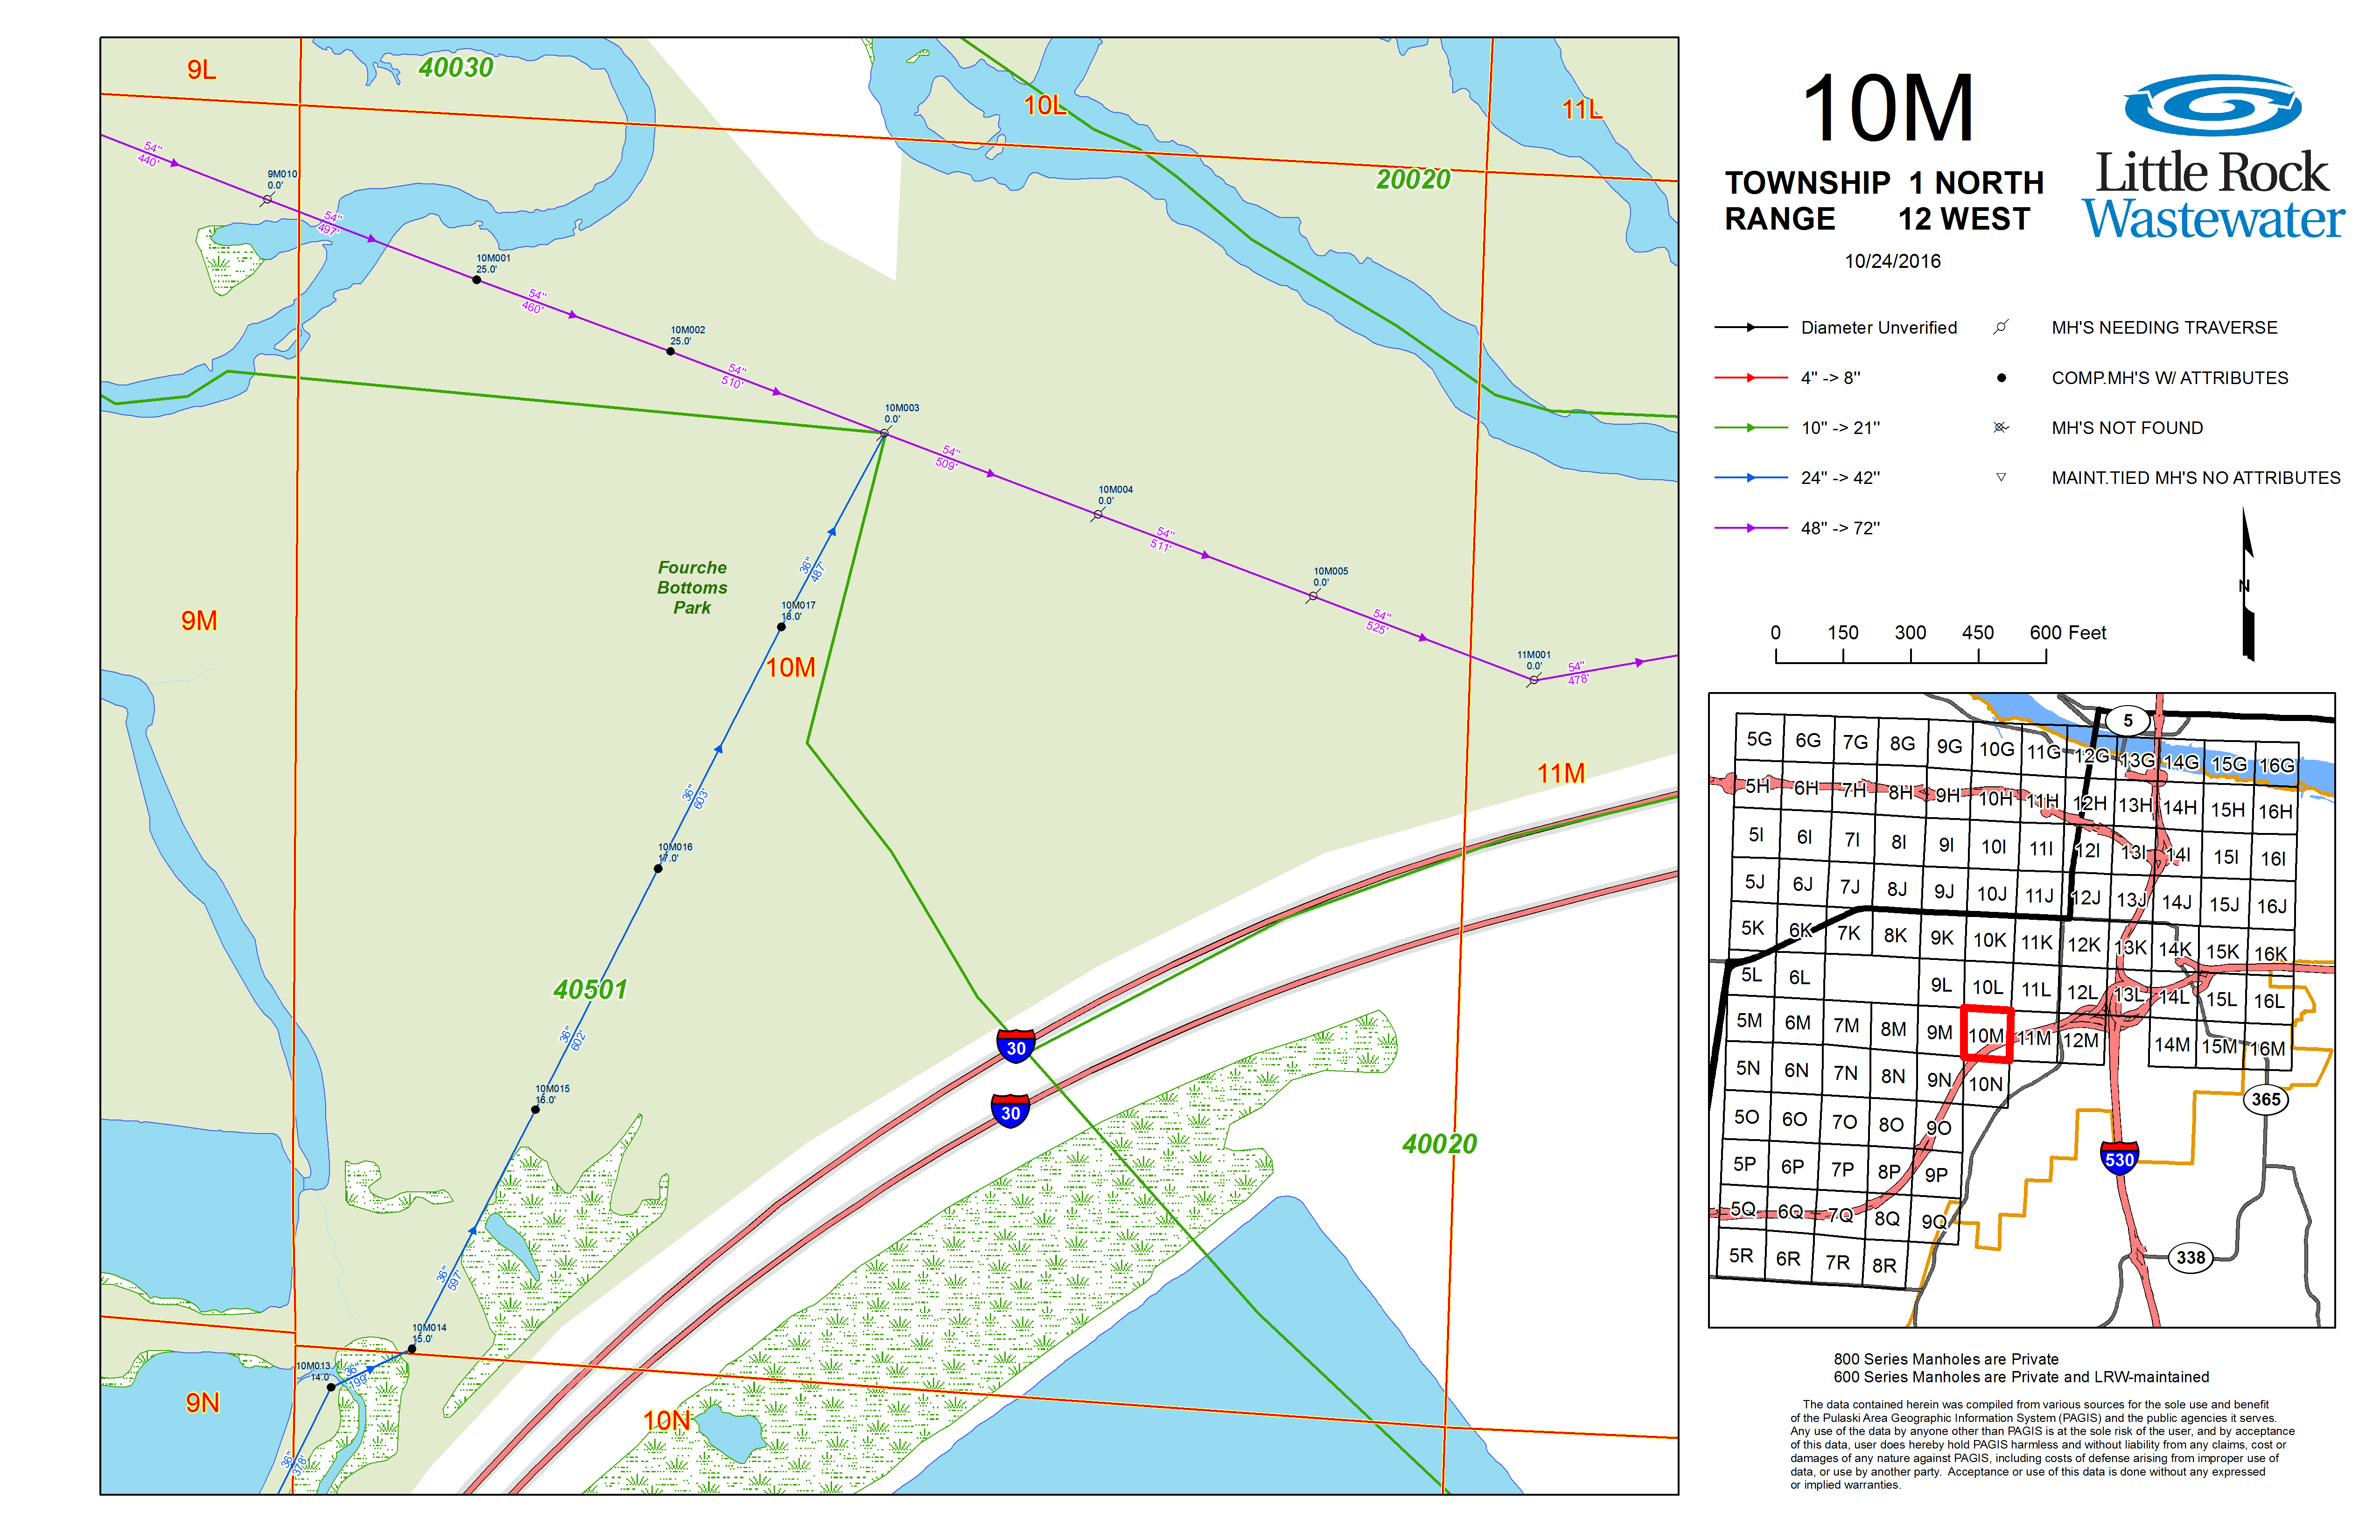 9L
40030
10L
11L
54"
440'
9M010
0.0'
20020
54"
497'
10M001
25.0'
54"
460'
10M002
25.0'
54"
510'
10M003
0.0'
54"
509'
10M004
0.0'
54"
511'
Fourche
Bottoms
Park
36"
487'
10M005
0.0'
10M017
18.0'
54"
525'
9M
10M
11M001
0.0'
54"
478'
11M
36"
603'
10M016
17.0'
40501
36"
602'
30
30
10M015
16.0'
40020
36"
597'
10M014
15.0'
10M013
14.0'
36"
199'
9N
10N
36"
378'
10M
TOWNSHIP 1 NORTH
RANGE 12 WEST
10/24/2016
Little Rock
Wastewater
Diameter Unverified
MH'S NEEDING TRAVERSE
4" -> 8"
COMP.MH'S W/ ATTRIBUTES
10" -> 21"
MH'S NOT FOUND
24" -> 42"
MAINT.TIED MH'S NO ATTRIBUTES
48" -> 72"
N
0 150 300 450 600 Feet
5
5G 6G 7G 8G 9G 10G 11G 12G 13G 14G 15G 16G
5H 6H 7H 8H 9H 10H 11H 12H 13H 14H 15H 16H
5I 6I 7I 8I 9I 10I 11I 12I 13I 14I 15I 16I
5J 6J 7J 8J 9J 10J 11J 12J 13J 14J 15J 16J
5K 6K 7K 8K 9K 10K 11K 12K 13K 14K 15K 16K
5L 6L 9L 10L 11L 12L 13L 14L 15L 16L
5M 6M 7M 8M 9M 10M 11M 12M 14M 15M 16M
5N 6N 7N 8N 9N 10N
365
5O 6O 7O 8O 9O
530
5P 6P 7P 8P 9P
5Q 6Q 7Q 8Q 9Q
5R 6R 7R 8R
338
800 Series Manholes are Private
600 Series Manholes are Private and LRW-maintained
The data contained herein was compiled from various sources for the sole use and benefit
of the Pulaski Area Geographic Information System (PAGIS) and the public agencies it serves.
Any use of the data by anyone other than PAGIS is at the sole risk of the user, and by acceptance
of this data, user does hereby hold PAGIS harmless and without liability from any claims, cost or
damages of any nature against PAGIS, including costs of defense arising from improper use of
data, or use by another party. Acceptance or use of this data is done without any expressed
or implied warranties.